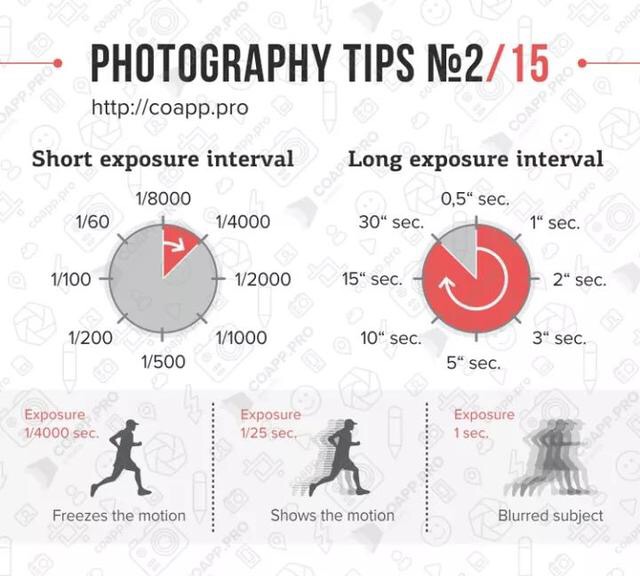 PHOTOGRAPHY TIPS №2/15
http://coapp.pro
Short exposure interval
1/8000
1/4000
1/2000
1/1000
1/500
1/200
1/100
1/60
Long exposure interval
0,5“ sec.
1“ sec.
2“ sec.
3“ sec.
5“ sec.
10“ sec.
15“ sec.
30“ sec.
Exposure
1/4000 sec.
Freezes the motion
Exposure
1/25 sec.
Shows the motion
Exposure
1 sec.
Blurred subject